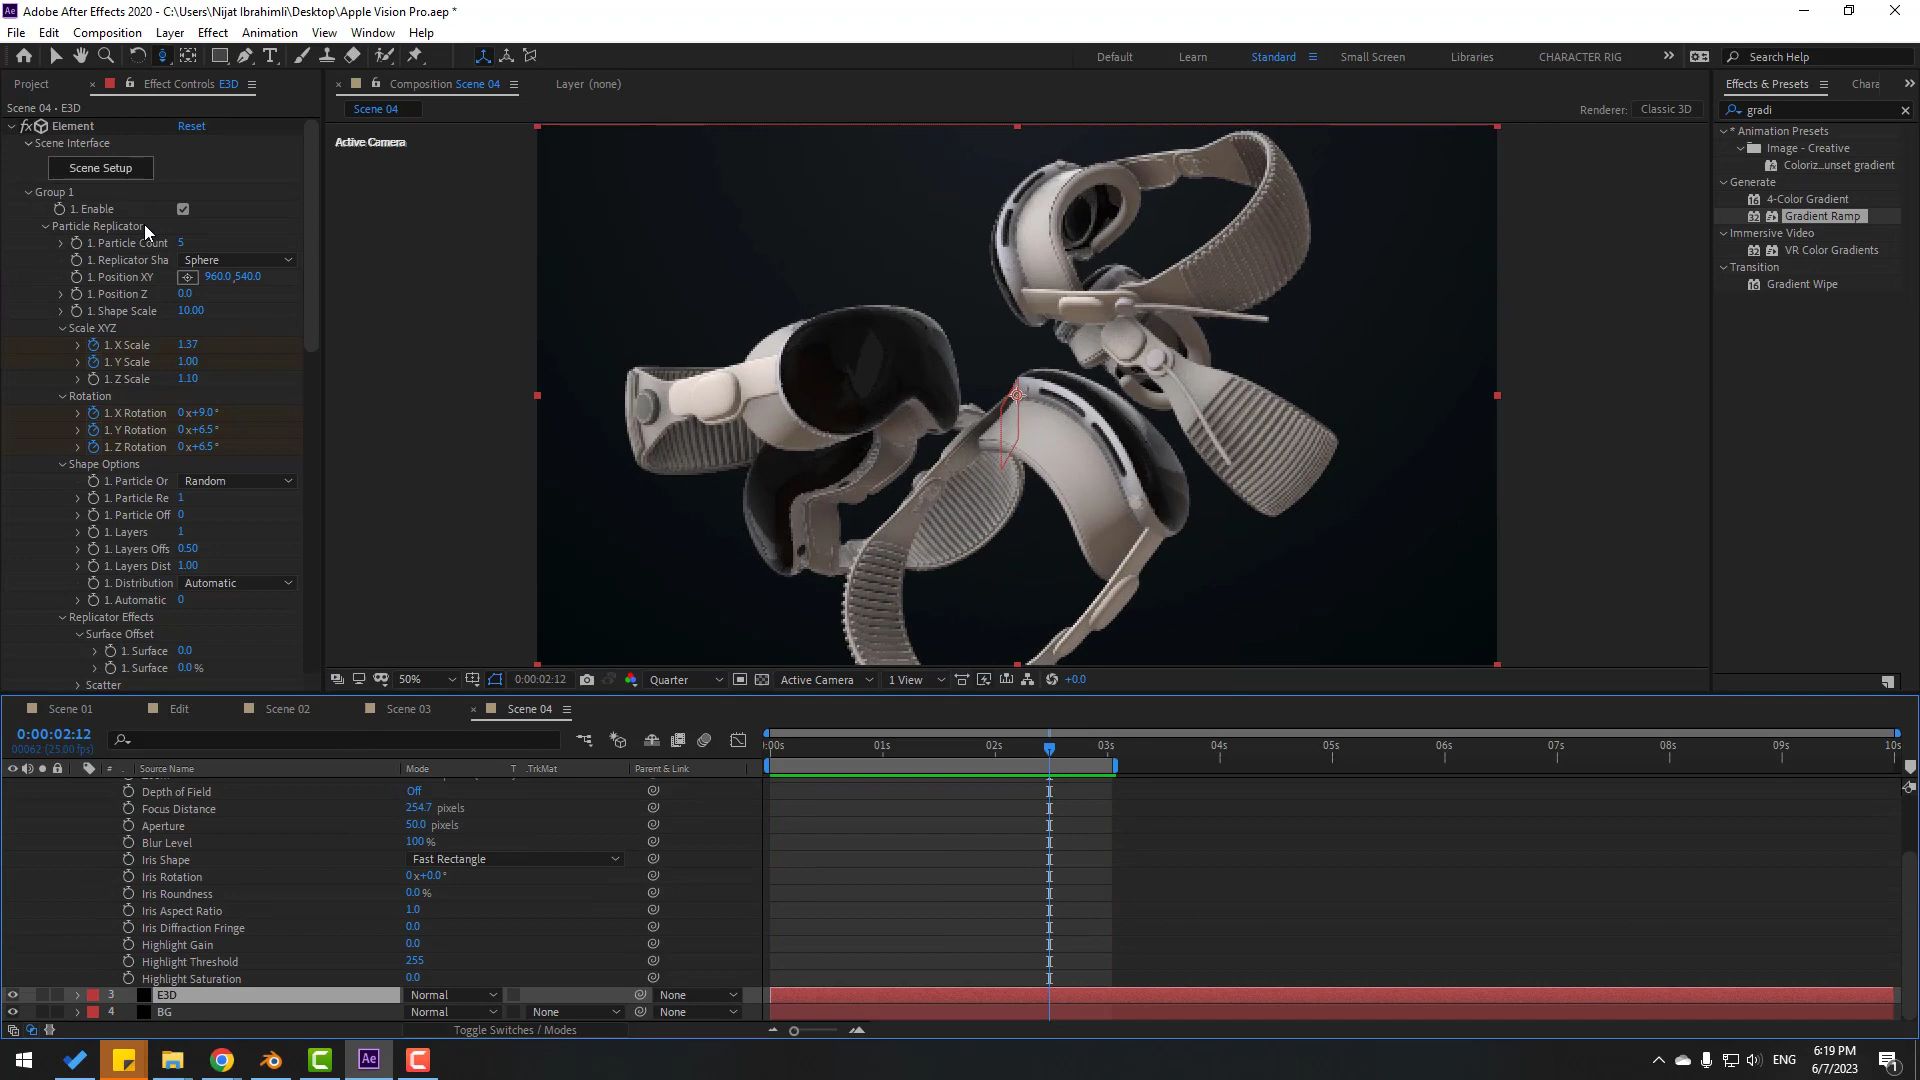 Adobe After Effects 2020 - C:\Users\Nijat Ibrahimli\Desktop\Apple Vision Pro.aep *
File Edit Composition Layer Effect Animation View Window Help
Default Learn Standard Small Screen Libraries CHARACTER RIG Search Help
Project Effect Controls E3D Composition Scene 04 Layer (none) Effects & Presets Chara
Scene 04 • E3D Scene 04 Renderer: Classic 3D gradi
fx Element Reset
Scene Interface
Scene Setup
Group 1
1. Enable
Particle Replicator
1. Particle Count 5
1. Replicator Sha Sphere
1. Position XY 960.0,540.0
1. Position Z 0.0
1. Shape Scale 10.00
Scale XYZ
1. X Scale 1.37
1. Y Scale 1.00
1. Z Scale 1.10
Rotation
1. X Rotation 0x+9.0°
1. Y Rotation 0x+6.5°
1. Z Rotation 0x+6.5°
Shape Options
1. Particle Or Random
1. Particle Re 1
1. Particle Off 0
1. Layers 1
1. Layers Offs 0.50
1. Layers Dist 1.00
1. Distribution Automatic
1. Automatic 0
Replicator Effects
Surface Offset
1. Surface 0.0
1. Surface 0.0%
Scatter
Active Camera
* Animation Presets
Image - Creative
Coloriz...unset gradient
Generate
4-Color Gradient
Gradient Ramp
Immersive Video
VR Color Gradients
Transition
Gradient Wipe
50% 0:00:02:12 Quarter Active Camera 1 View +0.0
Scene 01 Edit Scene 02 Scene 03 Scene 04
0:00:02:12
00062 (25.00 fps)
:00s 01s 02s 03s 04s 05s 06s 07s 08s 09s 10s
# Source Name Mode T .TrkMat Parent & Link
Depth of Field Off
Focus Distance 254.7 pixels
Aperture 50.0 pixels
Blur Level 100%
Iris Shape Fast Rectangle
Iris Rotation 0x+0.0°
Iris Roundness 0.0%
Iris Aspect Ratio 1.0
Iris Diffraction Fringe 0.0
Highlight Gain 0.0
Highlight Threshold 255
Highlight Saturation 0.0
3 E3D Normal None
4 BG Normal None None
Toggle Switches / Modes
Ae ENG 6:19 PM
6/7/2023 1